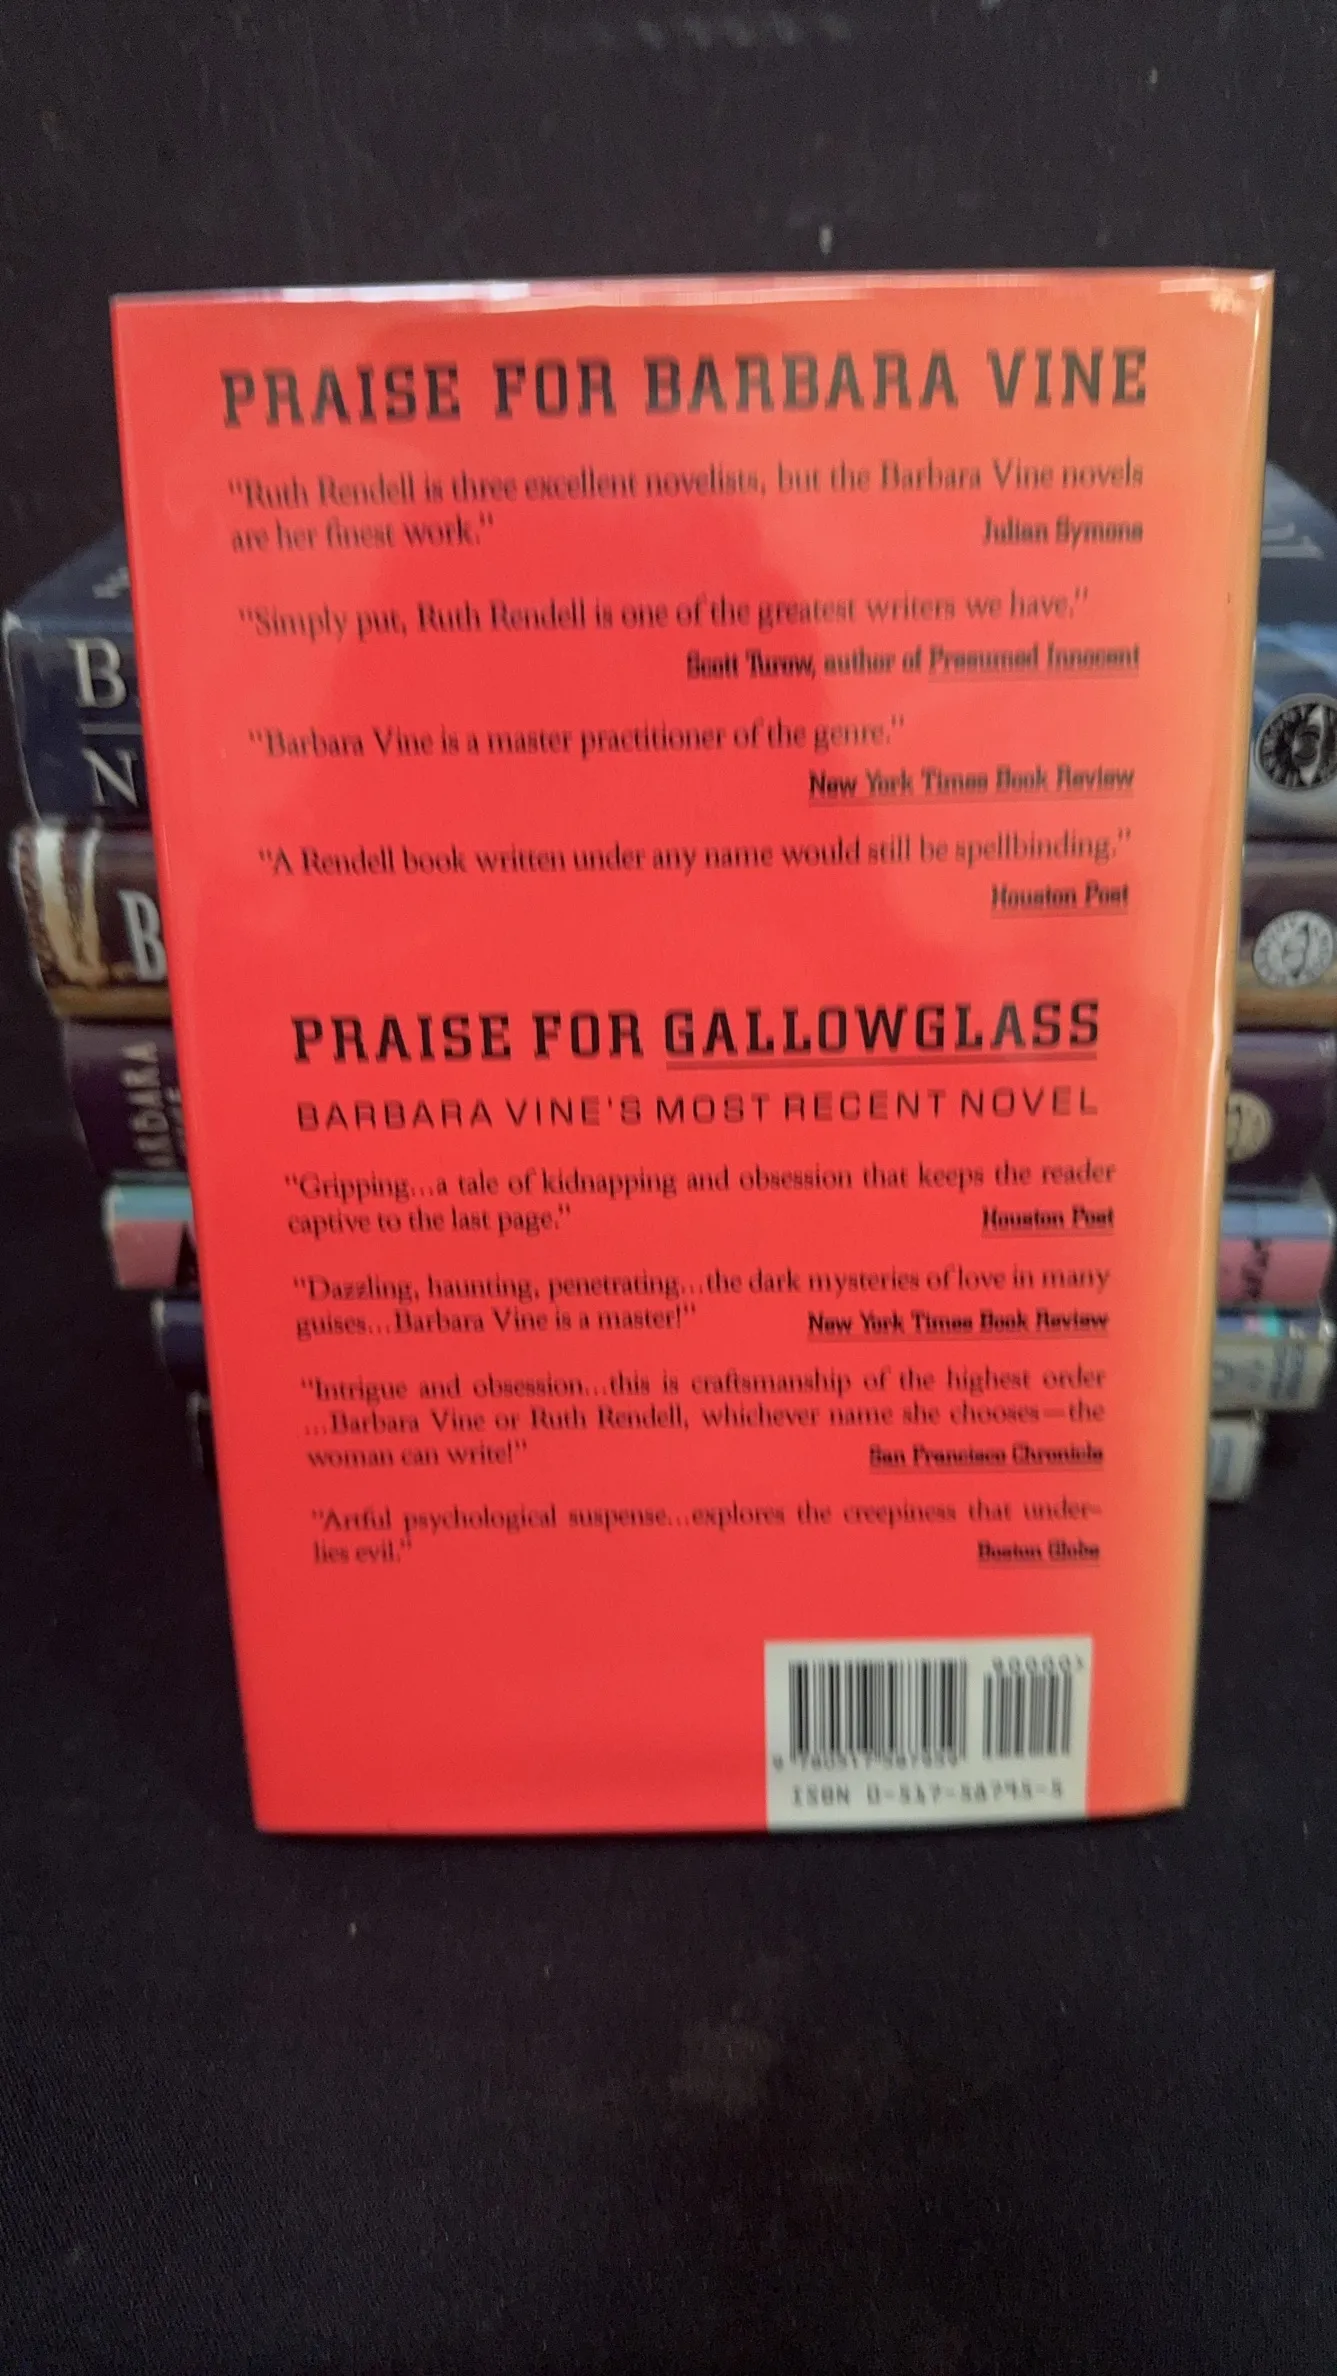 PRAISE FOR BARBARA VINE
"Ruth Rendell is three excellent novelists, but the Barbara Vine novels
are her finest work."
Julian Symons
"Simply put, Ruth Rendell is one of the greatest writers we have."
Scott Turow, author of Presumed Innocent
"Barbara Vine is a master practitioner of the genre."
New York Times Book Review
"A Rendell book written under any name would still be spellbinding."
Houston Post
PRAISE FOR GALLOWGLASS
BARBARA VINE'S MOST RECENT NOVEL
"Gripping...a tale of kidnapping and obsession that keeps the reader
captive to the last page."
Houston Post
"Dazzling, haunting, penetrating...the dark mysteries of love in many
guises...Barbara Vine is a master!"
New York Times Book Review
"Intrigue and obsession...this is craftsmanship of the highest order
...Barbara Vine or Ruth Rendell, whichever name she chooses—the
woman can write!"
San Francisco Chronicle
"Artful psychological suspense...explores the creepiness that under-
lies evil."
Boston Globe
90000>
ISBN 0-517-58795-5
B
N
B